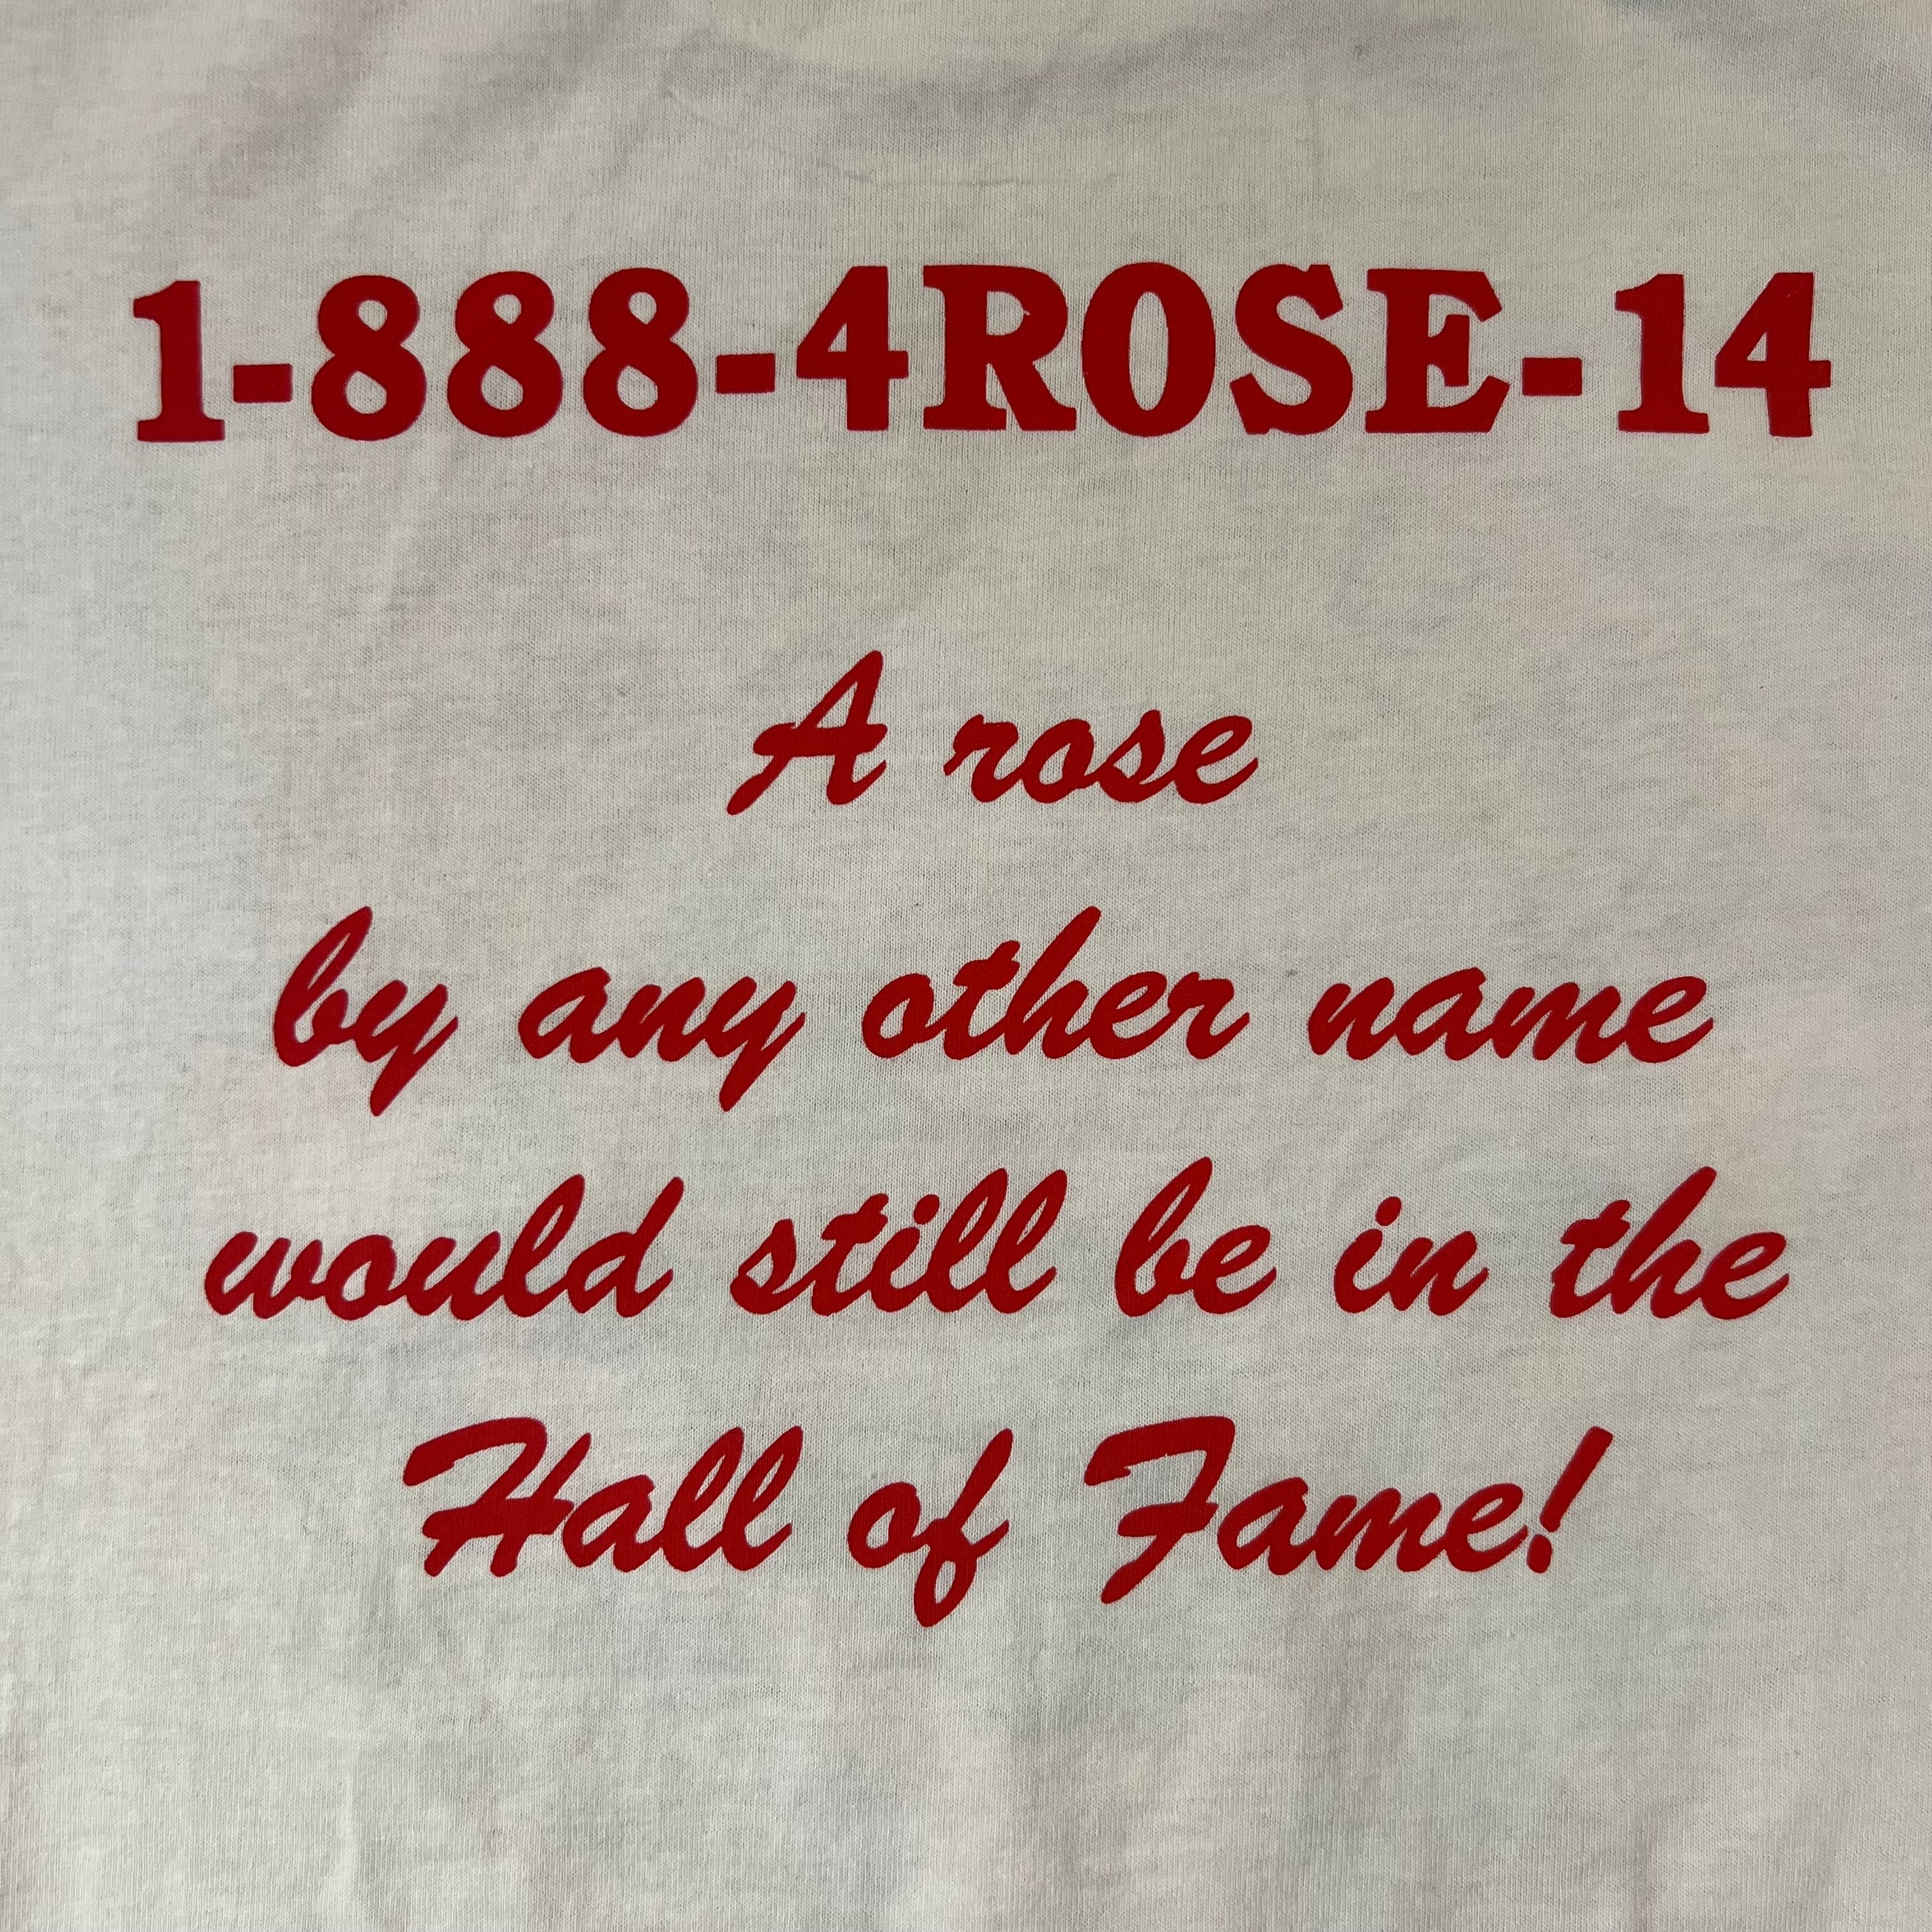 1-888-4ROSE-14
A rose
by any other name
would still be in the
Hall of Fame!